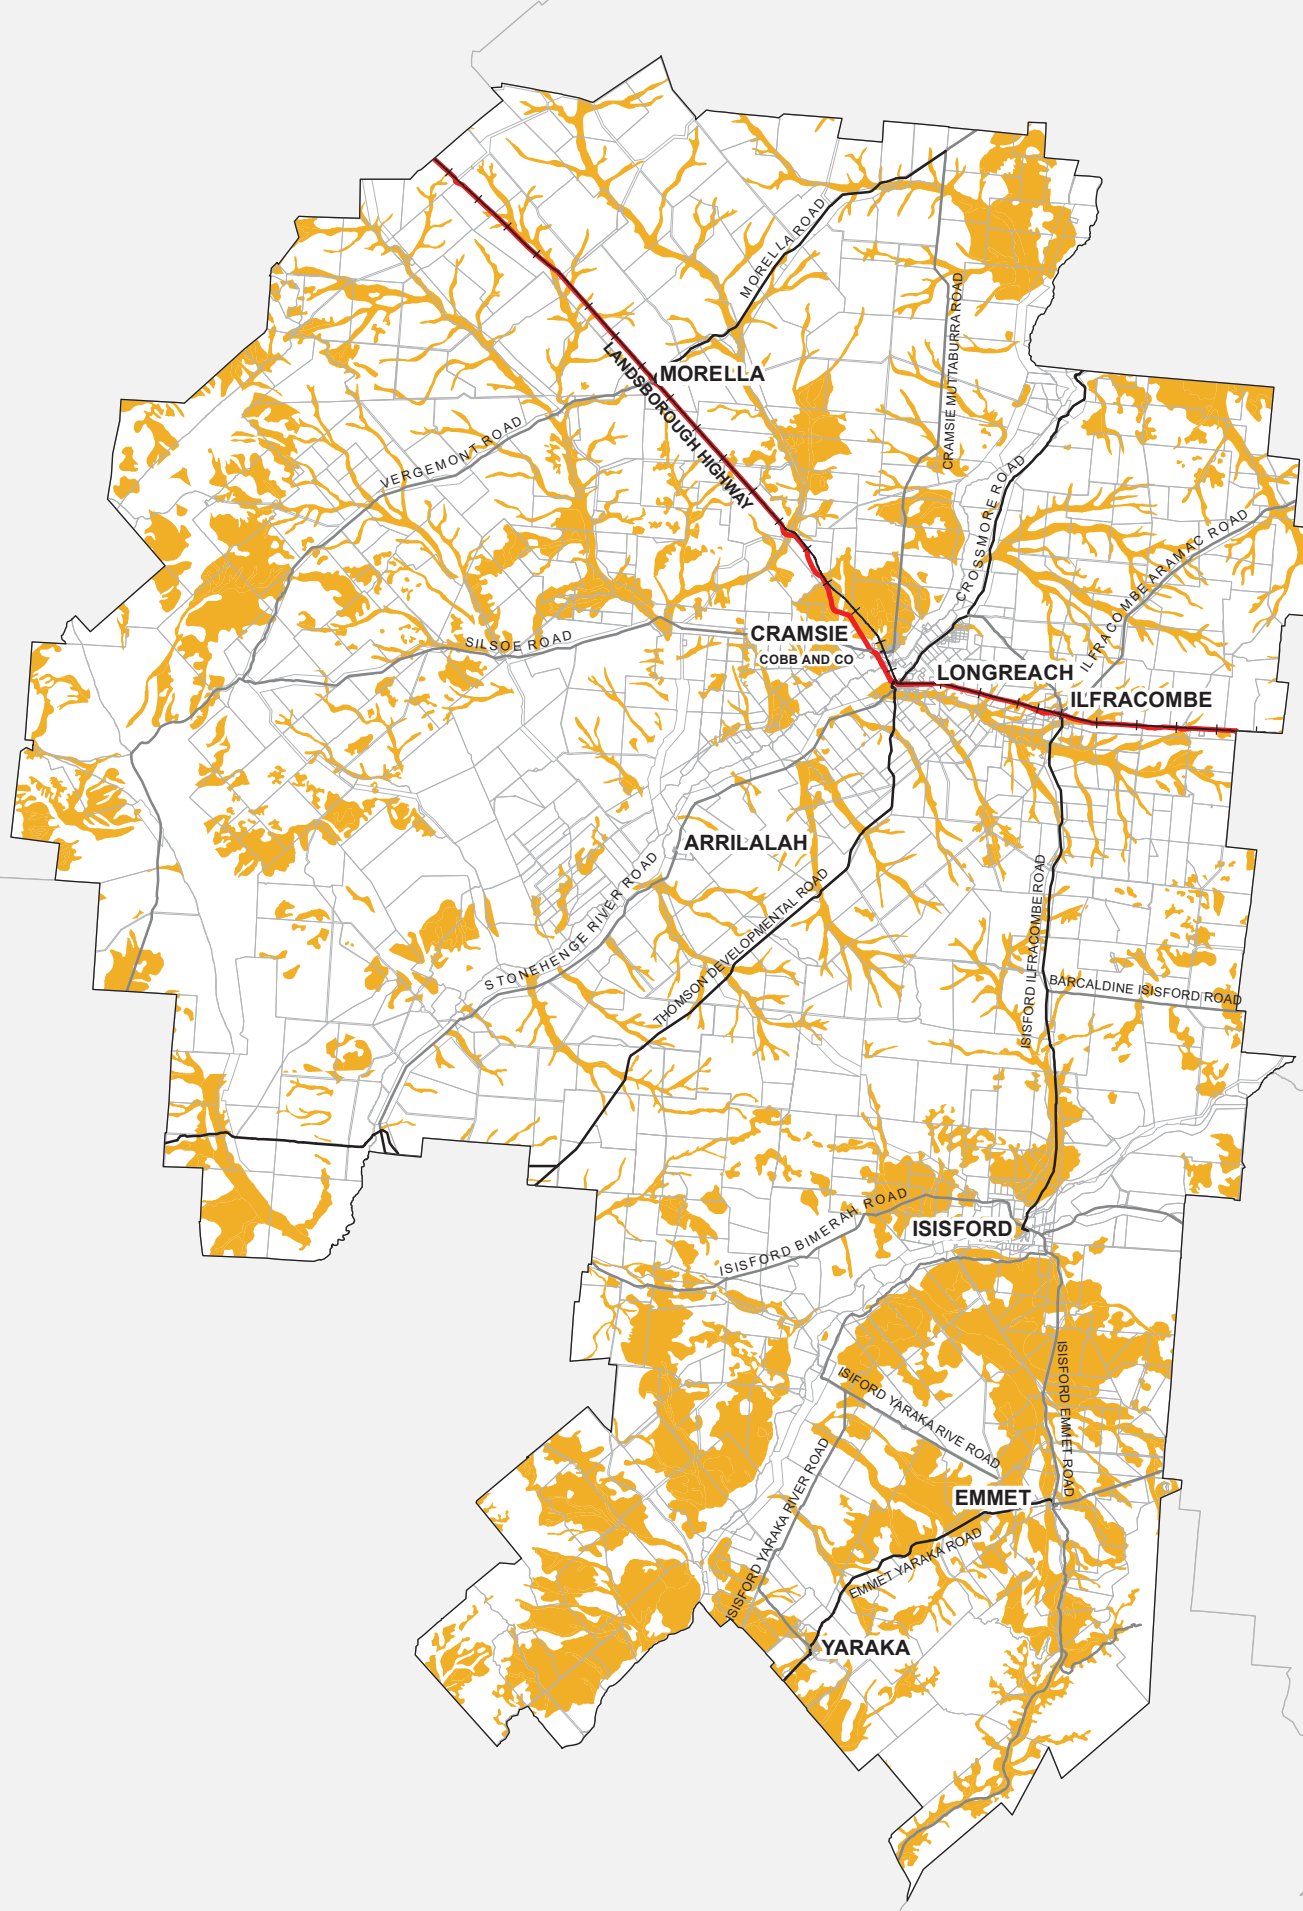 MORELLA ROAD
CRAMSIE MUTTABURRA ROAD
LANDSBOROUGH HIGHWAY
MORELLA
VERGEMONT ROAD
CROSSMORE ROAD
ILFRACOMBE ARAMAC ROAD
SILSOE ROAD
CRAMSIE
COBB AND CO
LONGREACH
ILFRACOMBE
ARRILALAH
STONEHENGE RIVER ROAD
THOMSON DEVELOPMENTAL ROAD
ISISFORD ILFRACOMBE ROAD
BARCALDINE ISISFORD ROAD
ISISFORD BIMERAH ROAD
ISISFORD
ISISFORD EMMET ROAD
ISIFORD YARAKA RIVE ROAD
ISISFORD YARAKA RIVER ROAD
EMMET
EMMET YARAKA ROAD
YARAKA